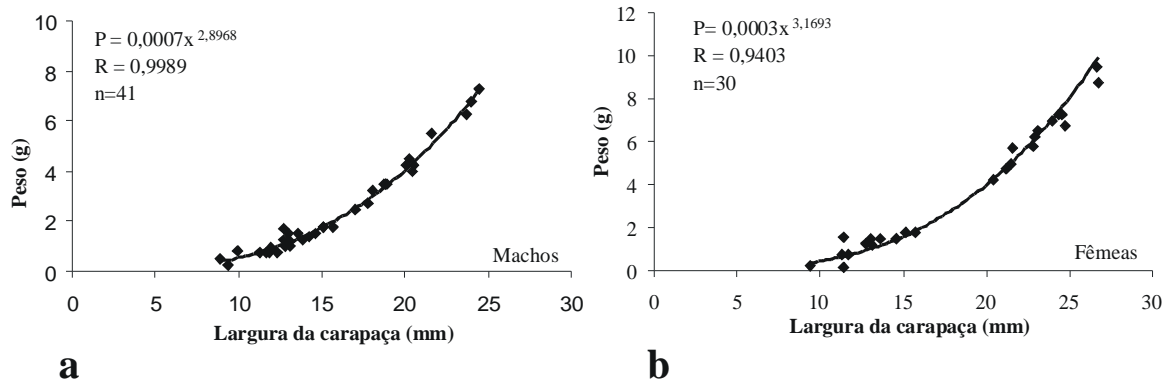 P = 0,0007x 2,8968
R = 0,9989
n=41
Peso (g)
10
8
6
4
2
0
0 5 10 15 20 25 30
Machos
Largura da carapaça (mm)
a
P= 0,0003x 3,1693
R = 0,9403
n=30
Peso (g)
12
10
8
6
4
2
0
0 5 10 15 20 25 30
Fêmeas
Largura da carapaça (mm)
b